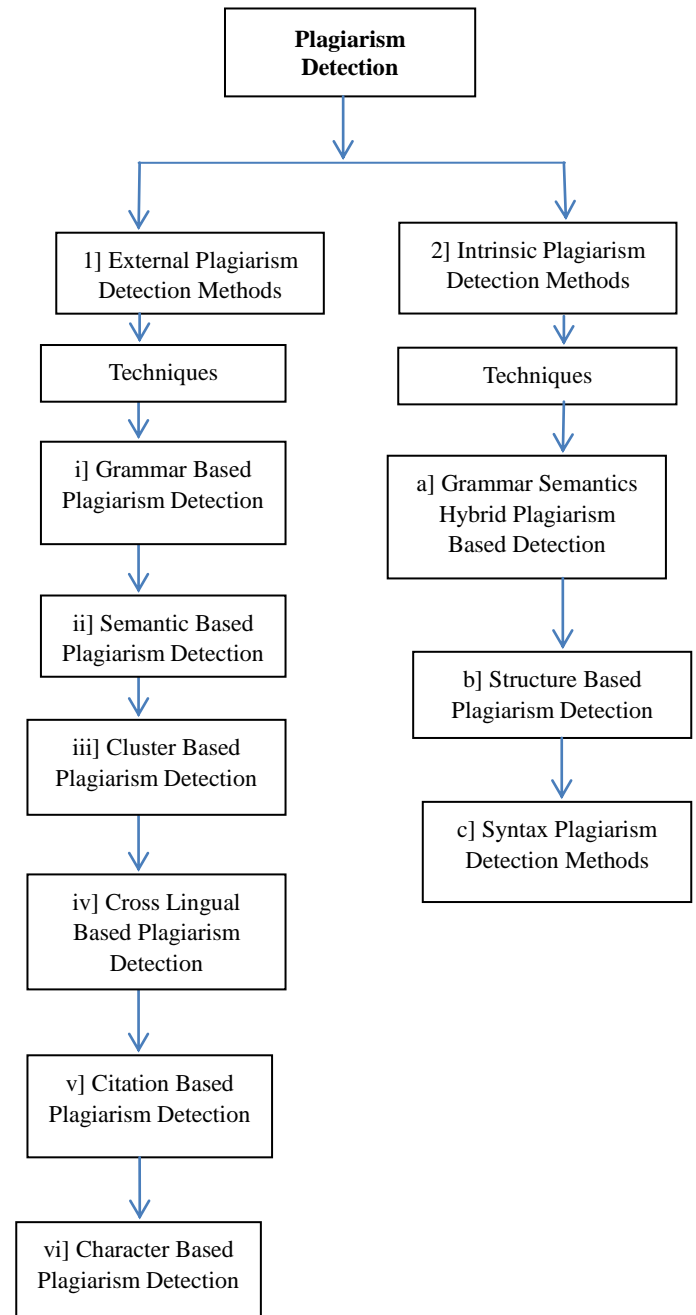 Plagiarism
Detection
1] External Plagiarism
Detection Methods
Techniques
i] Grammar Based
Plagiarism Detection
ii] Semantic Based
Plagiarism Detection
iii] Cluster Based
Plagiarism Detection
iv] Cross Lingual
Based Plagiarism
Detection
v] Citation Based
Plagiarism Detection
vi] Character Based
Plagiarism Detection
2] Intrinsic Plagiarism
Detection Methods
Techniques
a] Grammar Semantics
Hybrid Plagiarism
Based Detection
b] Structure Based
Plagiarism Detection
c] Syntax Plagiarism
Detection Methods